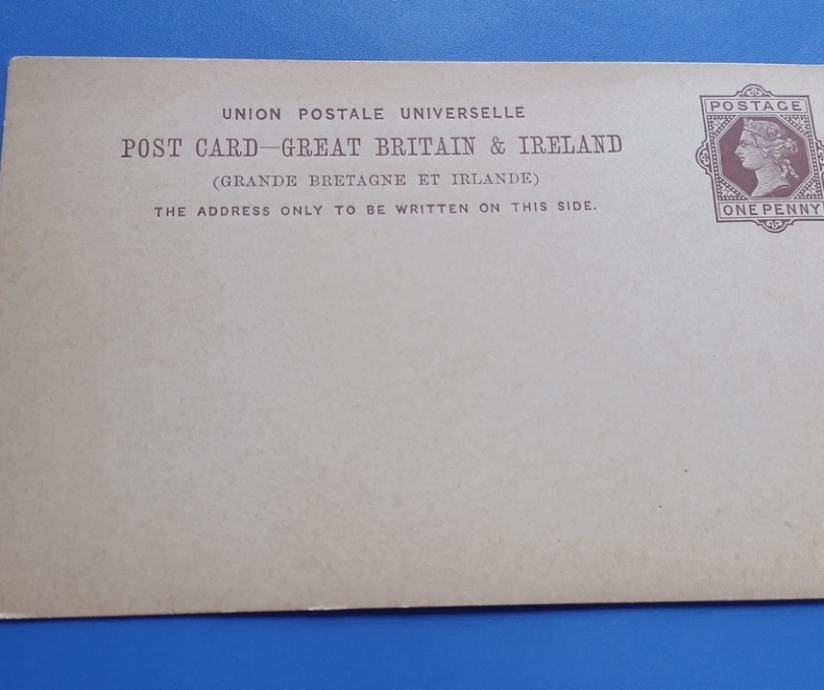 UNION POSTALE UNIVERSELLE
POST CARD—GREAT BRITAIN & IRELAND
(GRANDE BRETAGNE ET IRLANDE)
THE ADDRESS ONLY TO BE WRITTEN ON THIS SIDE.
POSTAGE
ONE PENNY